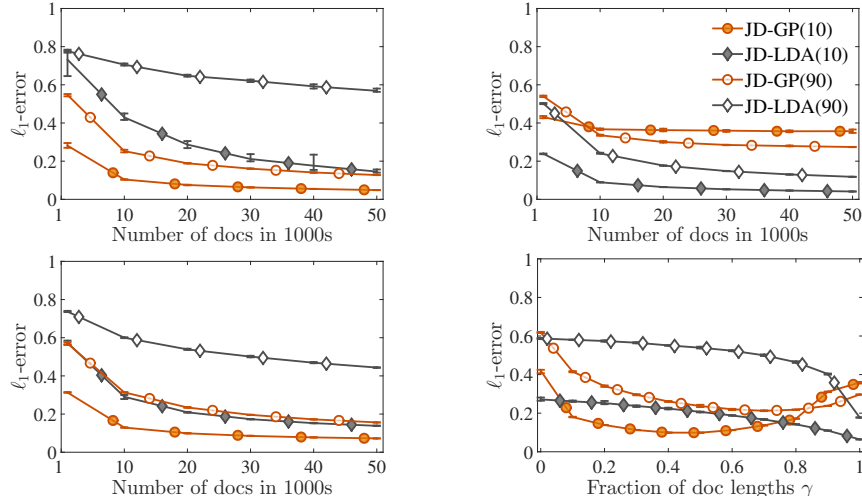 1
0.8
0.6
0.4
0.2
0
ℓ₁-error
1 10 20 30 40 50
Number of docs in 1000s
1
0.8
0.6
0.4
0.2
0
ℓ₁-error
1 10 20 30 40 50
Number of docs in 1000s
JD-GP(10)
JD-LDA(10)
JD-GP(90)
JD-LDA(90)
1
0.8
0.6
0.4
0.2
0
ℓ₁-error
1 10 20 30 40 50
Number of docs in 1000s
1
0.8
0.6
0.4
0.2
0
ℓ₁-error
0 0.2 0.4 0.6 0.8 1
Fraction of doc lengths γ